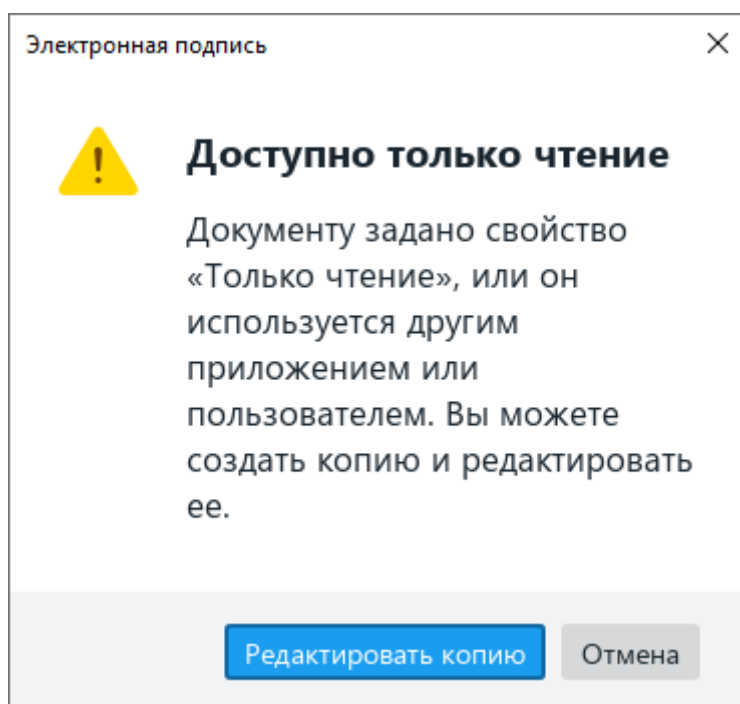 Электронная подпись
Доступно только чтение
Документу задано свойство
«Только чтение», или он
используется другим
приложением или
пользователем. Вы можете
создать копию и редактировать
ее.
Редактировать копию
Отмена